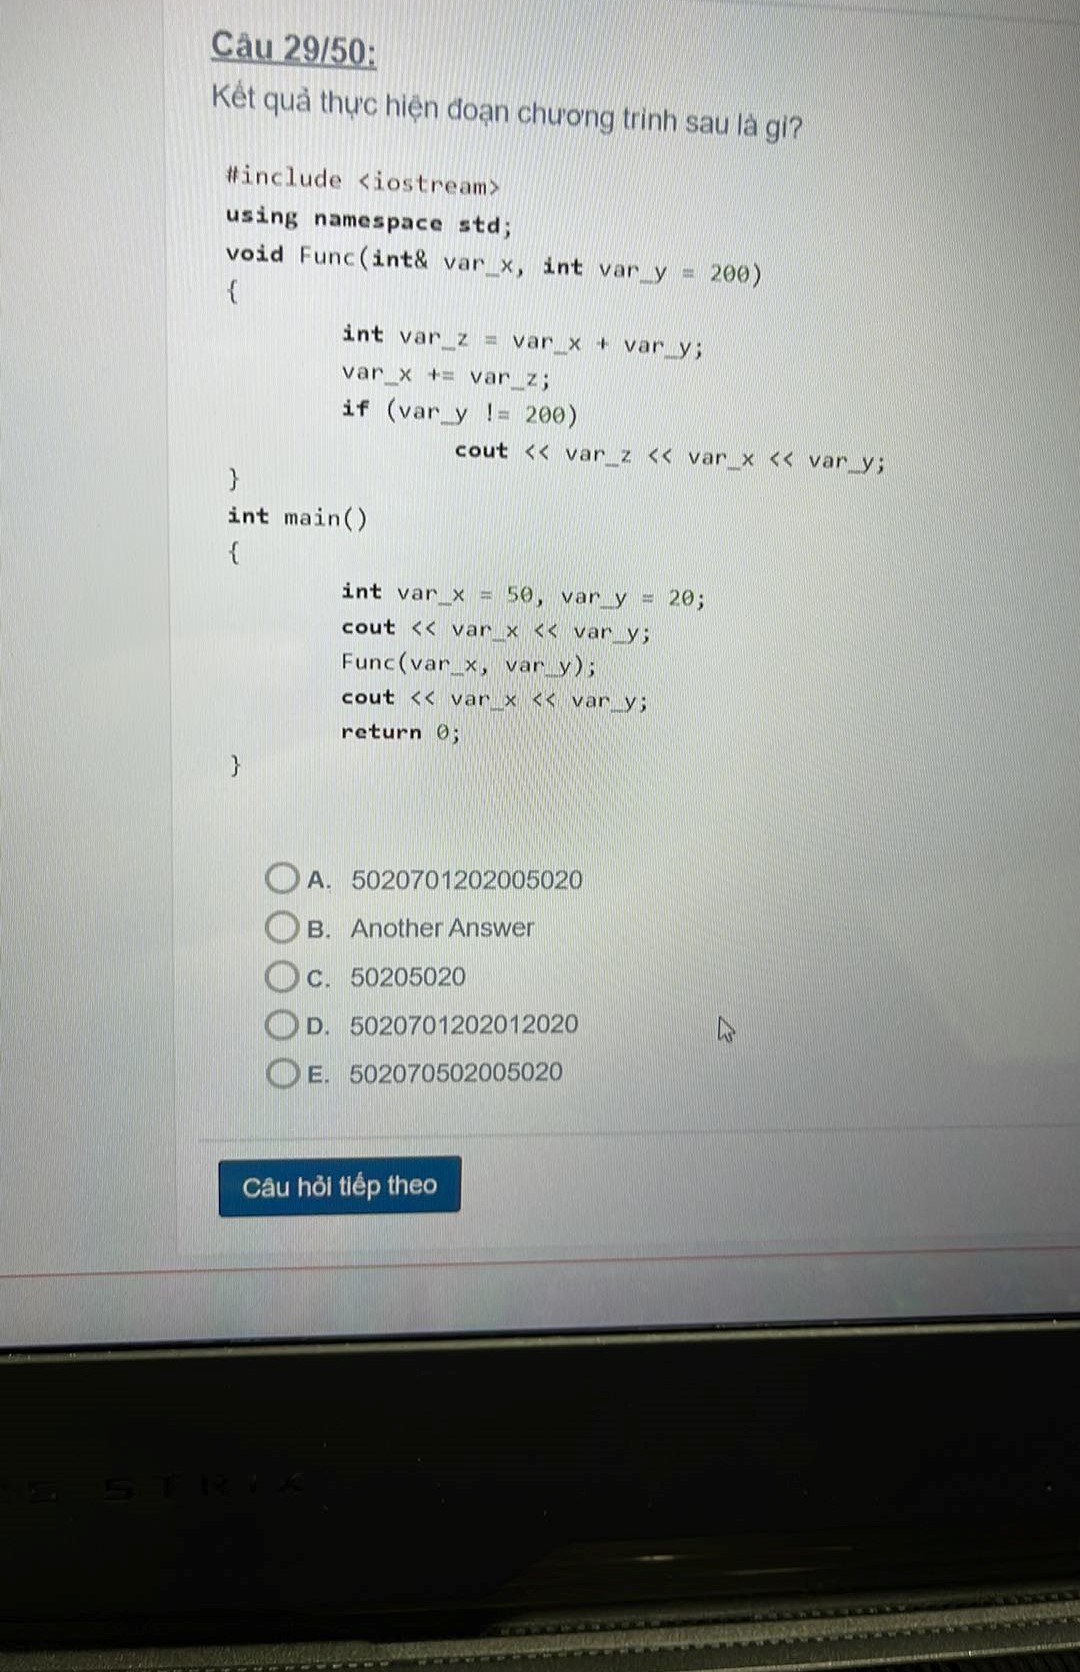 Câu 29/50:
Kết quả thực hiện đoạn chương trình sau là gì?
#include <iostream>
using namespace std;
void Func(int& var_x, int var_y = 200)
{
int var_z = var_x + var_y;
var_x += var_z;
if (var_y != 200)
cout << var_z << var_x << var_y;
}
int main()
{
int var_x = 50, var_y = 20;
cout << var_x << var_y;
Func(var_x, var_y);
cout << var_x << var_y;
return 0;
}
A. 5020701202005020
B. Another Answer
C. 50205020
D. 5020701202012020
E. 502070502005020
Câu hỏi tiếp theo
STRIX